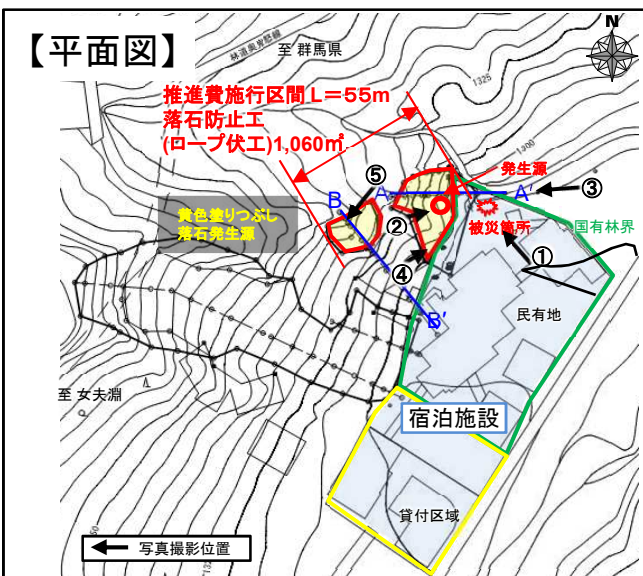 【平面図】
林道奥鬼怒線
至 群馬県
N
1325
推進費施行区間 L=55m
落石防止工
(ロープ伏工)1,060㎡
1300
発生源
⑤
B
A
A'
③
②
黄色塗りつぶし
落石発生源
被災箇所
国有林界
①
④
民有地
B'
至 女夫淵
宿泊施設
貸付区域
写真撮影位置